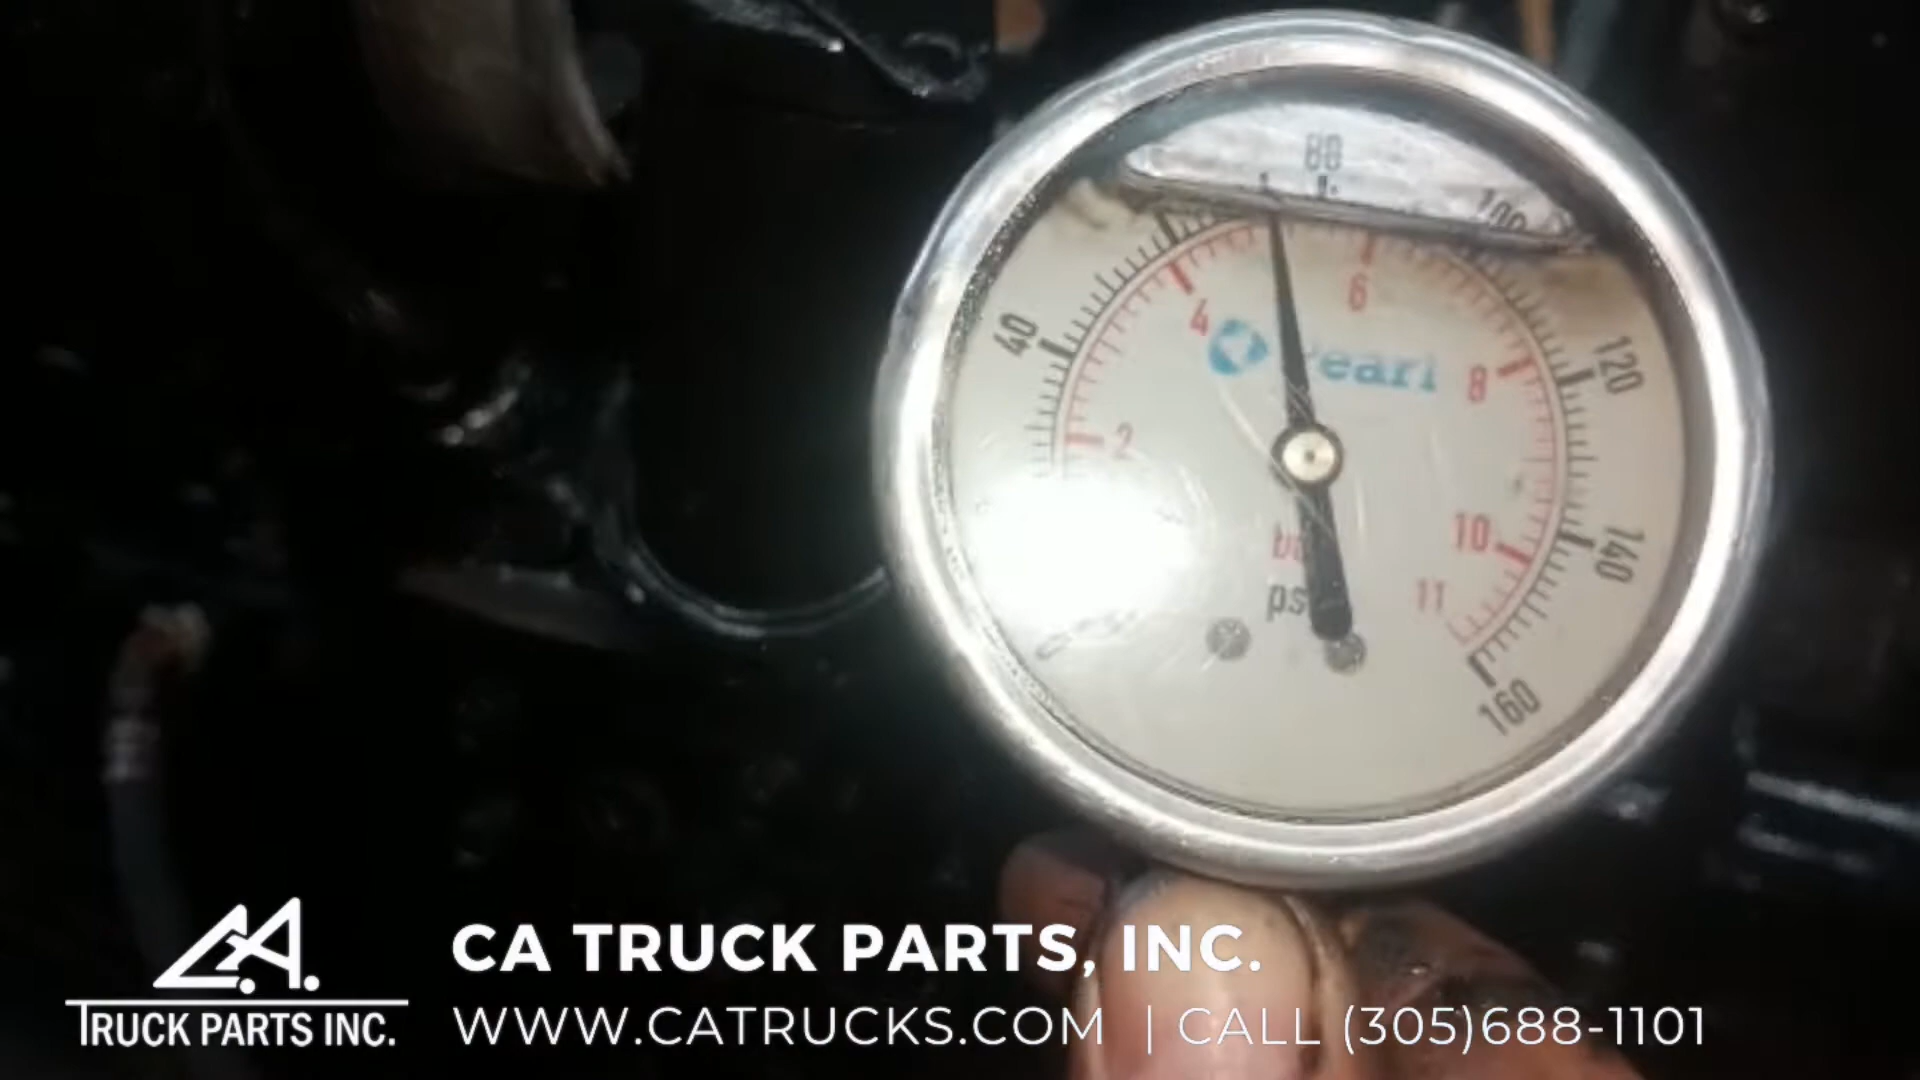 80
100
40
6
4
Pearl
120
8
2
10
140
11
psi
160
C.A.
TRUCK PARTS INC.
CA TRUCK PARTS, INC.
WWW.CATRUCKS.COM | CALL (305)688-1101